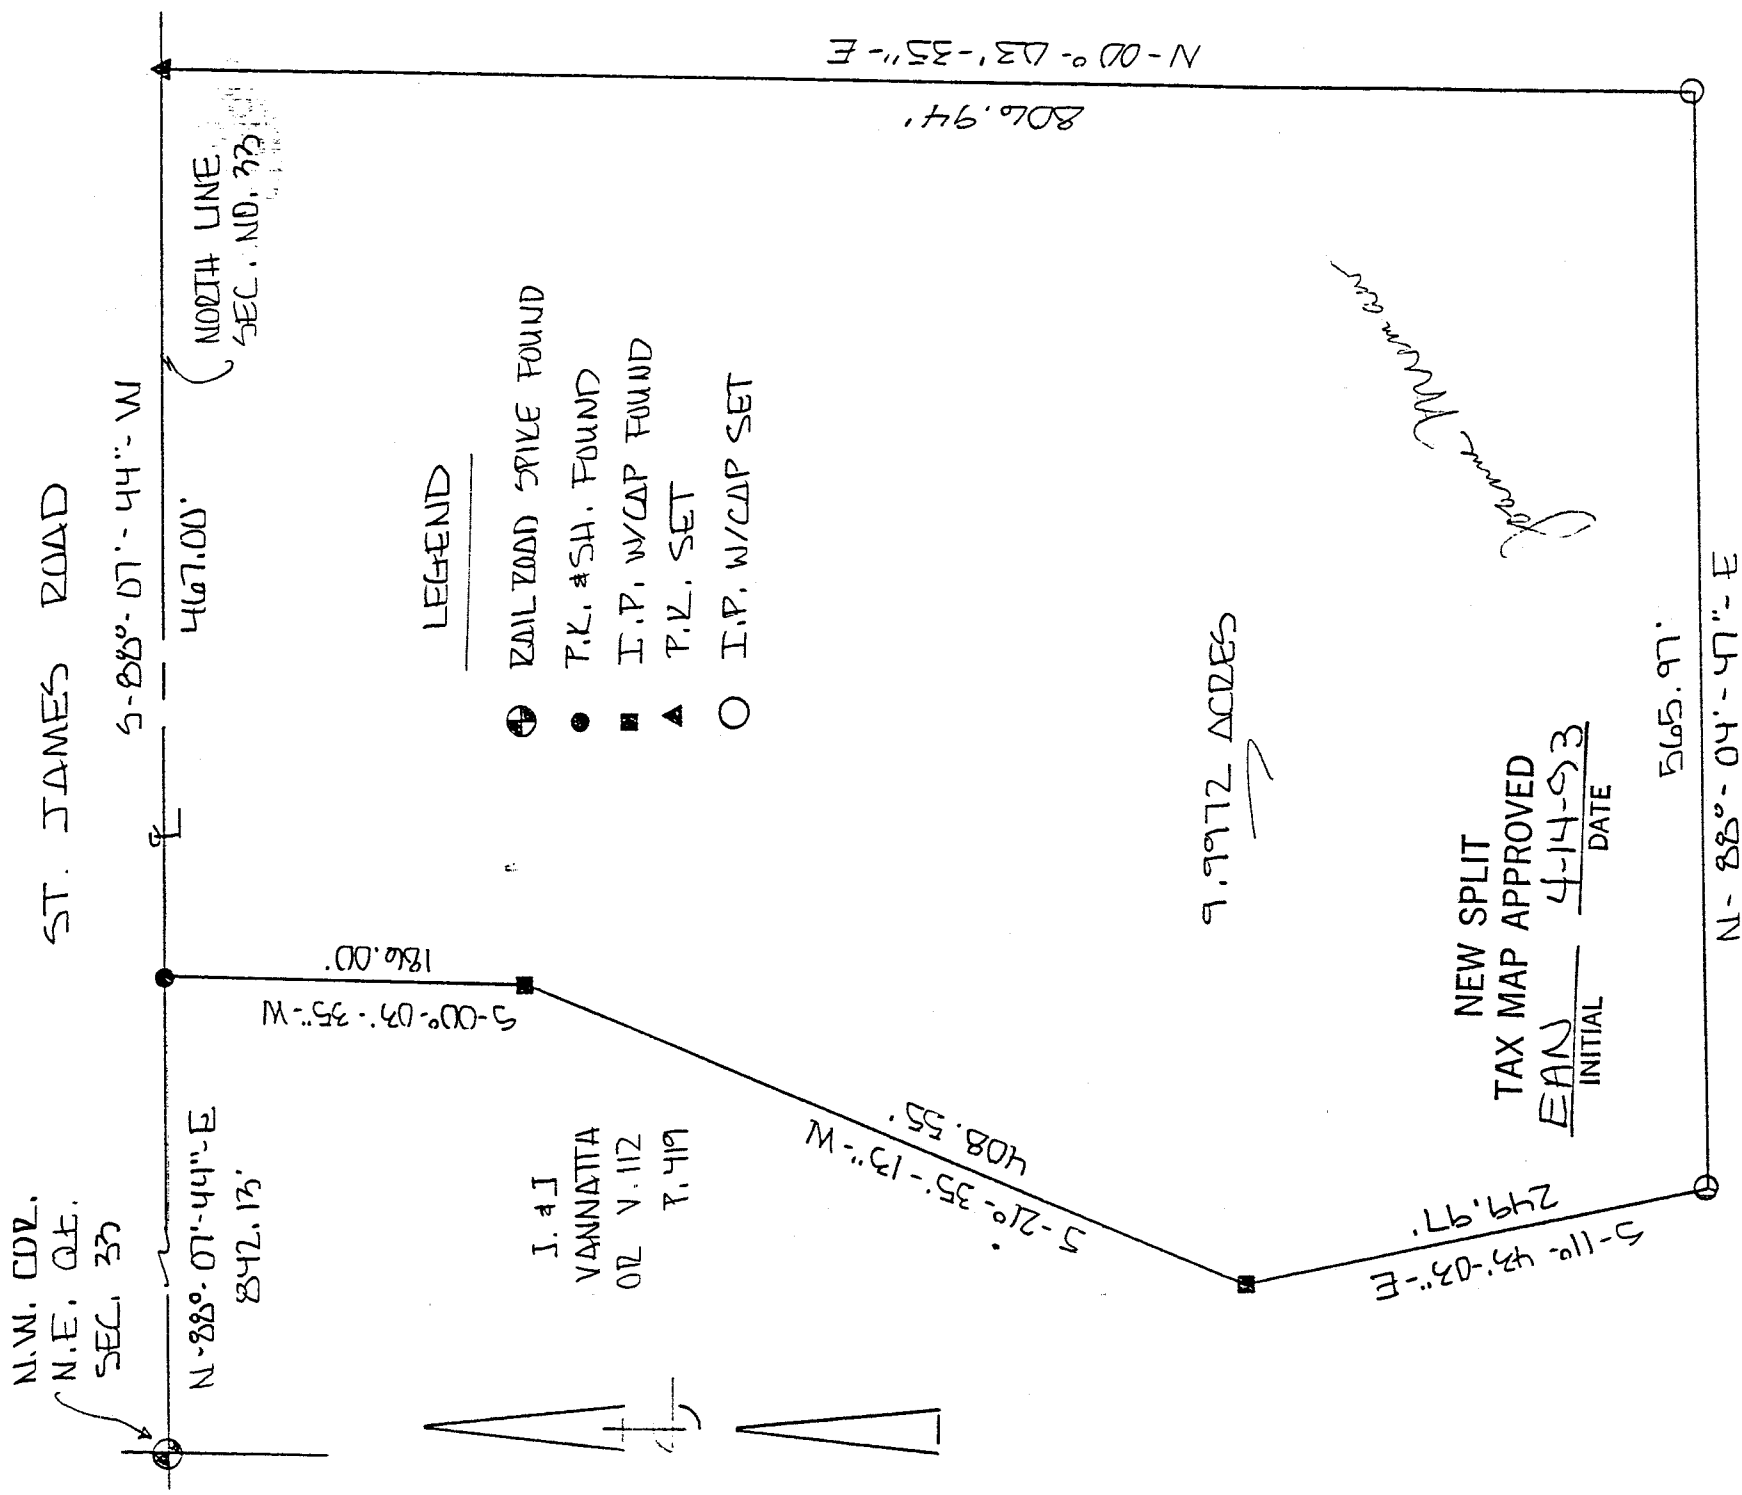 N.W. COR.
N.E. Qt.
SEC. 33
N-88°-07'-44"-E
842.13'
ST. JAMES ROAD
S-88°-07'-44"-W
467.00'
NORTH LINE
SEC. NO. 33
186.00'
S-00°-03'-35"-W
I. & J
VANNATTA
OR V. 112
P. 419
LEGEND
RAILROAD SPIKE FOUND
P.K. & SH. FOUND
I.P. W/CAP FOUND
P.K. SET
I.P. W/CAP SET
N-00°-03'-35"-E
806.94'
408.55'
S-21°-35'-13"-W
249.97'
S-11°-43'-03"-E
9.9972 ACRES
NEW SPLIT
TAX MAP APPROVED
EAN 4-14-93
INITIAL DATE
565.97'
N-88°-04'-47"-E